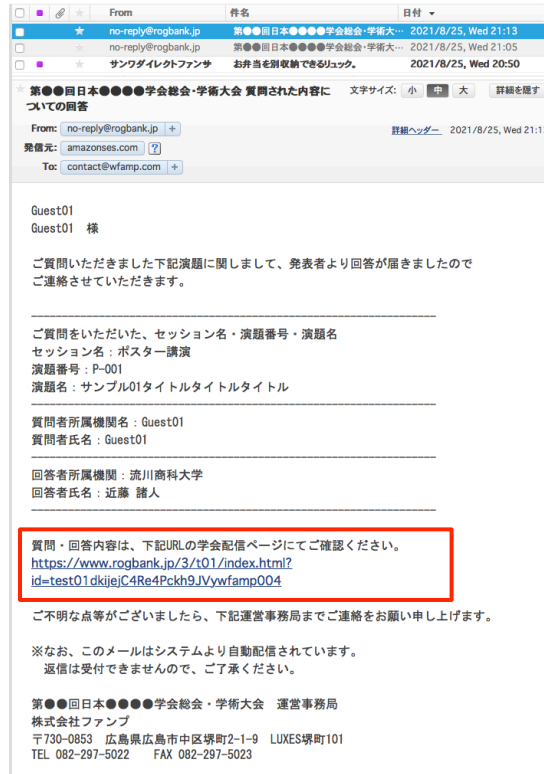 From 件名 日付
no-reply@rogbank.jp 第●●回日本●●●●学会総会・学術大… 2021/8/25, Wed 21:13
no-reply@rogbank.jp 第●●回日本●●●●学会総会・学術大… 2021/8/25, Wed 21:05
サンワダイレクトファンサ お弁当を別収納できるリュック。 2021/8/25, Wed 20:50
第●●回日本●●●●学会総会・学術大会 質問された内容に 文字サイズ: 小 中 大 詳細を隠す
ついての回答
From: no-reply@rogbank.jp + 詳細ヘッダー 2021/8/25, Wed 21:1
発信元: amazonses.com ?
To: contact@wfamp.com +
Guest01
Guest01 様
ご質問いただきました下記演題に関しまして、発表者より回答が届きましたので
ご連絡させていただきます。
ご質問をいただいた、セッション名・演題番号・演題名
セッション名：ポスター講演
演題番号：P-001
演題名：サンプル01タイトルタイトルタイトル
質問者所属機関名：Guest01
質問者氏名：Guest01
回答者所属機関：流川商科大学
回答者氏名：近藤 諸人
質問・回答内容は、下記URLの学会配信ページにてご確認ください。
https://www.rogbank.jp/3/t01/index.html?
id=test01dkijejC4Re4Pckh9JVywfamp004
ご不明な点等がございましたら、下記運営事務局までご連絡をお願い申し上げます。
※なお、このメールはシステムより自動配信されています。
返信は受付できませんので、ご了承ください。
第●●回日本●●●●学会総会・学術大会 運営事務局
株式会社ファンプ
〒730-0853 広島県広島市中区堺町2-1-9 LUXES堺町101
TEL 082-297-5022 FAX 082-297-5023